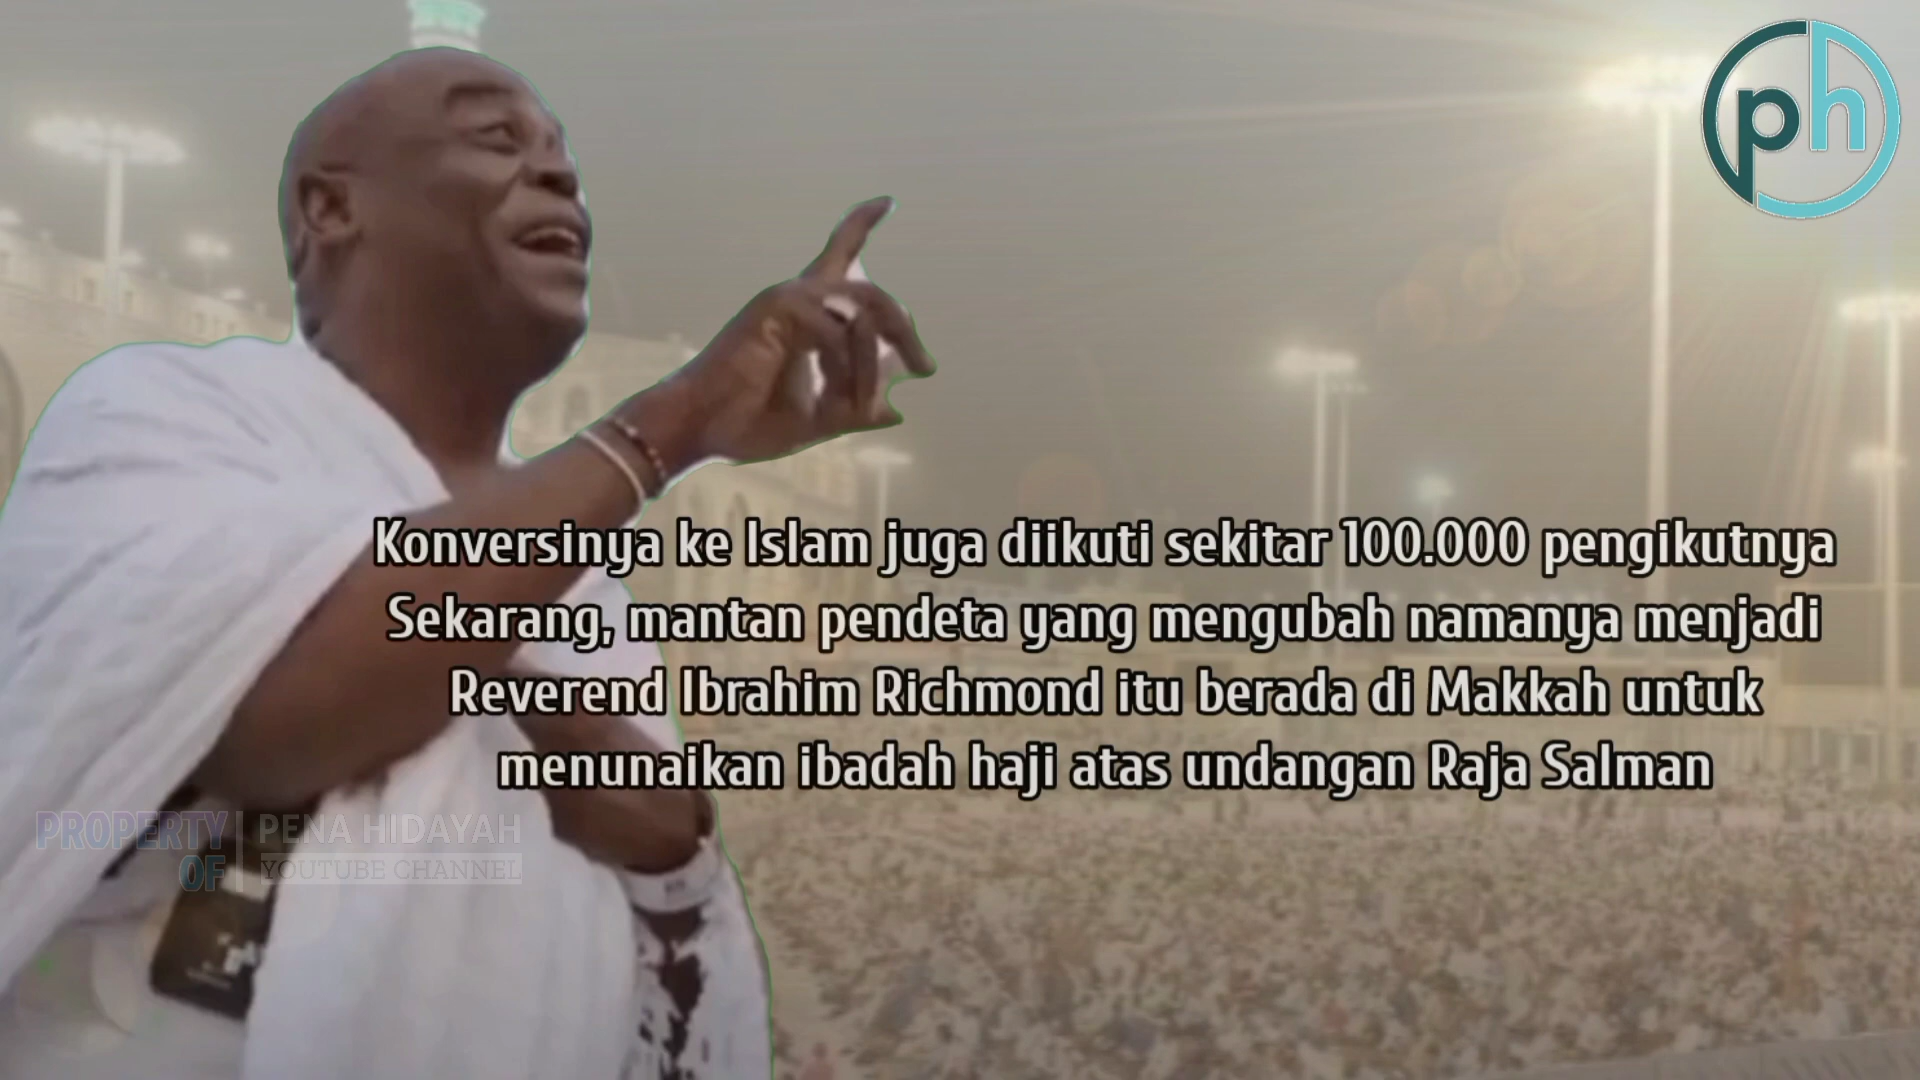 ph
Konversinya ke Islam juga diikuti sekitar 100.000 pengikutnya
Sekarang, mantan pendeta yang mengubah namanya menjadi
Reverend Ibrahim Richmond itu berada di Makkah untuk
menunaikan ibadah haji atas undangan Raja Salman
PROPERTY OF
PENA HIDAYAH
YOUTUBE CHANNEL